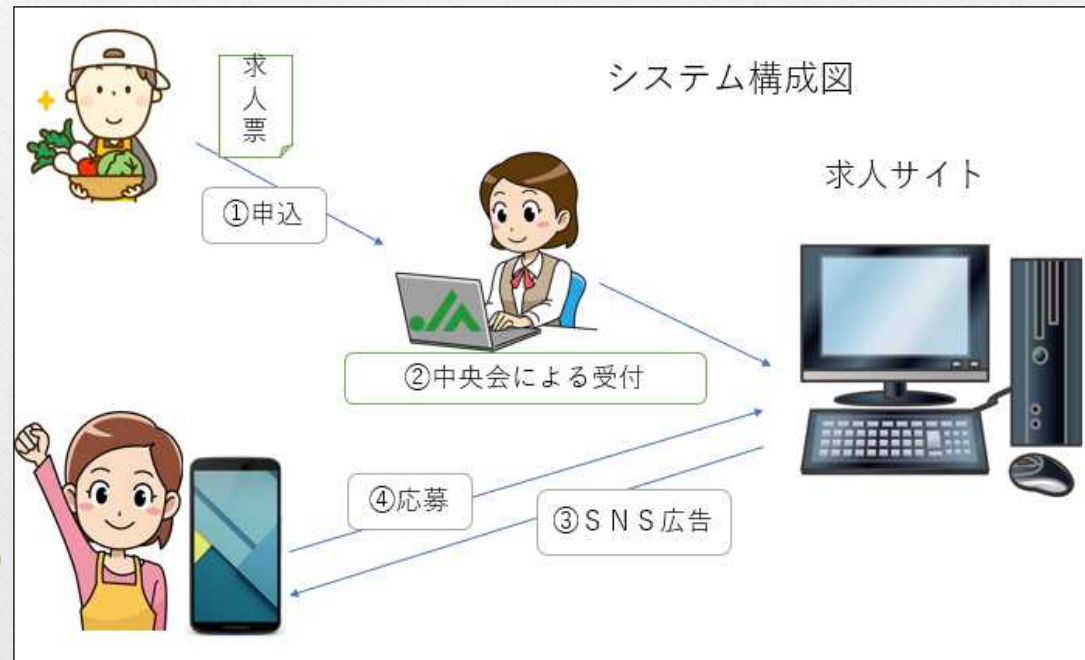 システム構成図
求人票
①申込
求人サイト
②中央会による受付
④応募
③ＳＮＳ広告
JA